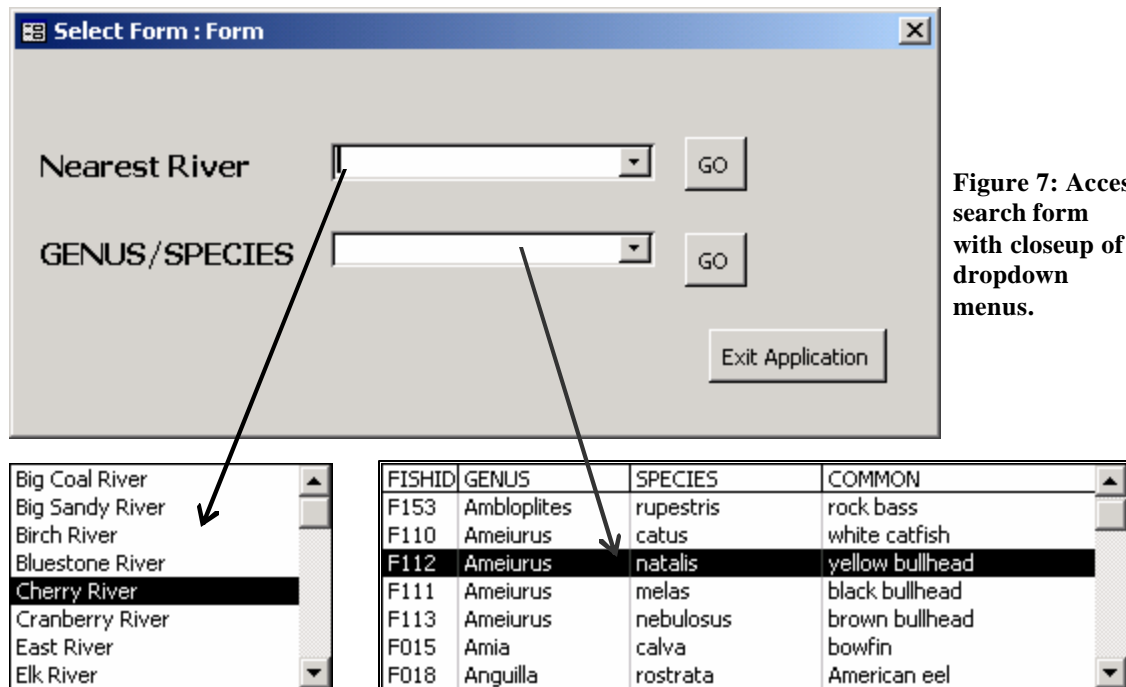 Select Form : Form
Nearest River
GO
GENUS/SPECIES
GO
Exit Application
Figure 7: Acces
search form
with closeup of
dropdown
menus.
Big Coal River
Big Sandy River
Birch River
Bluestone River
Cherry River
Cranberry River
East River
Elk River
FISHID GENUS SPECIES COMMON
F153 Ambloplites rupestris rock bass
F110 Ameiurus catus white catfish
F112 Ameiurus natalis yellow bullhead
F111 Ameiurus melas black bullhead
F113 Ameiurus nebulosus brown bullhead
F015 Amia calva bowfin
F018 Anguilla rostrata American eel